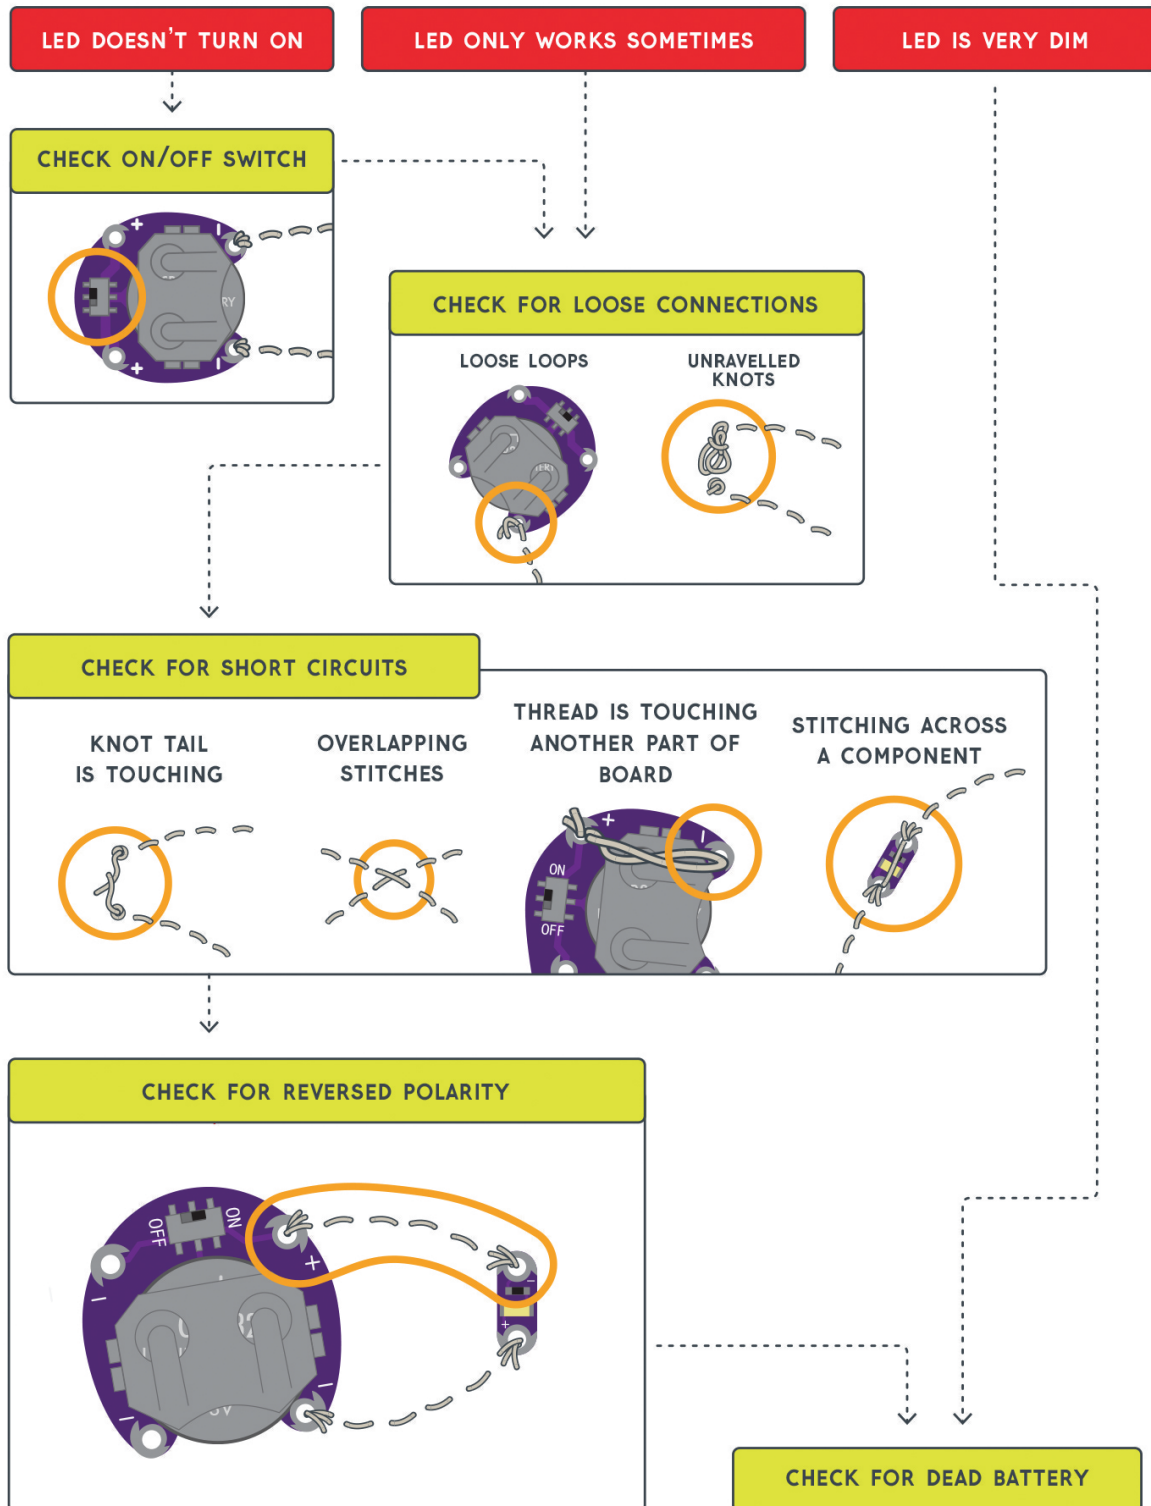 LED DOESN'T TURN ON
LED ONLY WORKS SOMETIMES
LED IS VERY DIM
CHECK ON/OFF SWITCH
+
–
RY
+
–
CHECK FOR LOOSE CONNECTIONS
LOOSE LOOPS
UNRAVELLED
KNOTS
CHECK FOR SHORT CIRCUITS
KNOT TAIL
IS TOUCHING
OVERLAPPING
STITCHES
THREAD IS TOUCHING
ANOTHER PART OF
BOARD
+
–
ON
OFF
STITCHING ACROSS
A COMPONENT
CHECK FOR REVERSED POLARITY
OFF
ON
+
–
–
–
–
+
CHECK FOR DEAD BATTERY